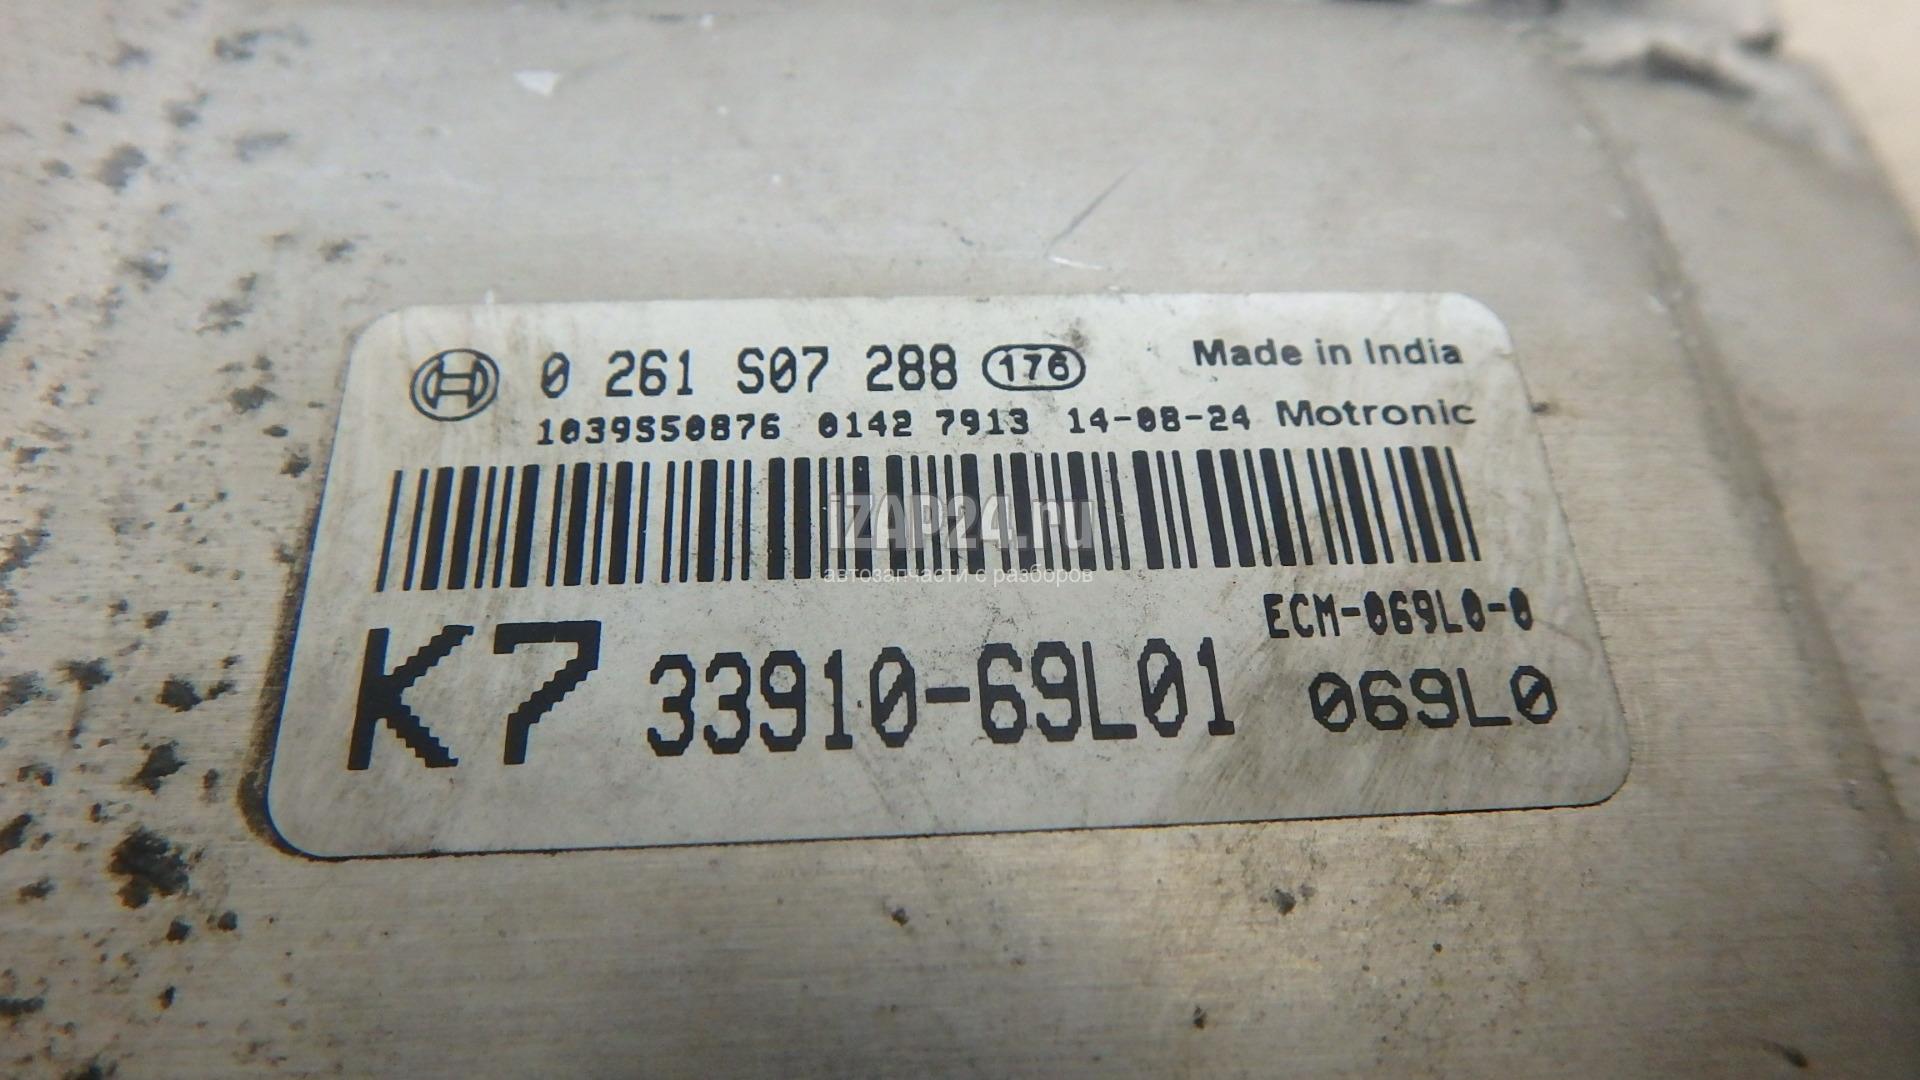 0 261 S07 288 176 Made in India
1039S50876 0142 7913 14-08-24 Motronic
iZAP24.ru
автозапчасти с разборов
ECM-069L0-0
K7 33910-69L01 069L0